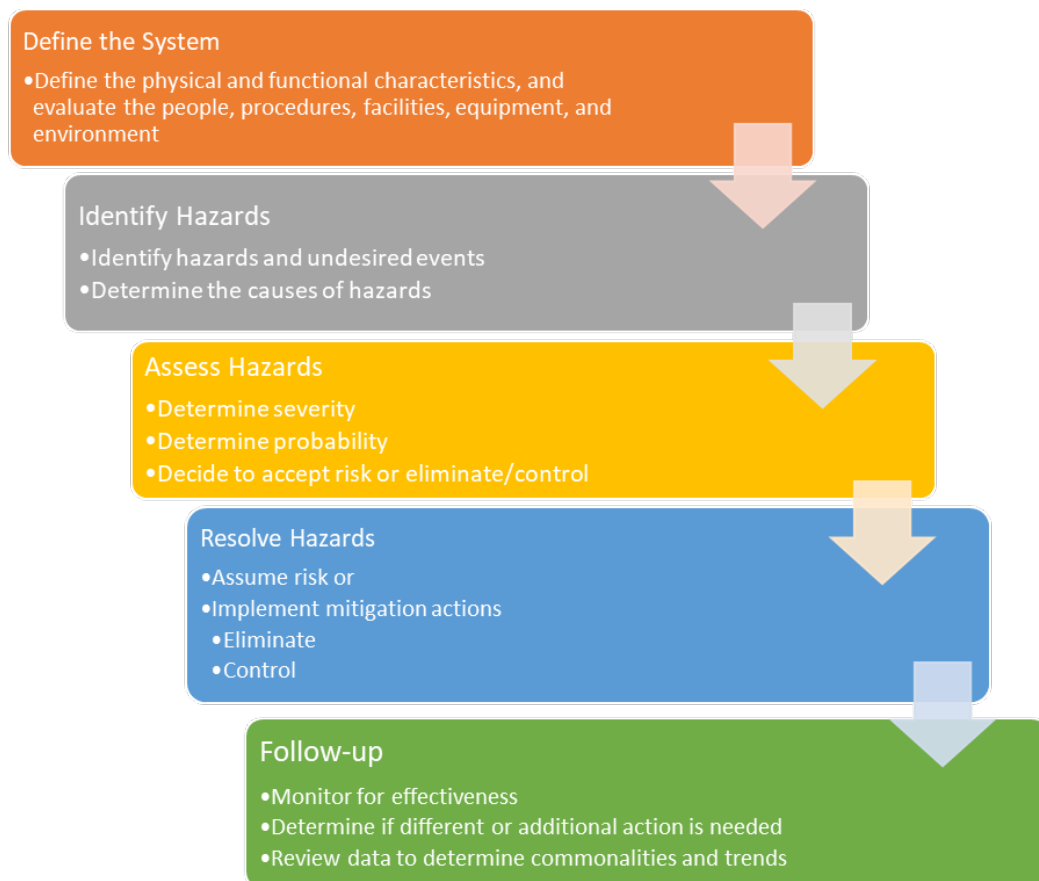 Define the System
•Define the physical and functional characteristics, and
evaluate the people, procedures, facilities, equipment, and
environment
Identify Hazards
•Identify hazards and undesired events
•Determine the causes of hazards
Assess Hazards
•Determine severity
•Determine probability
•Decide to accept risk or eliminate/control
Resolve Hazards
•Assume risk or
•Implement mitigation actions
•Eliminate
•Control
Follow-up
•Monitor for effectiveness
•Determine if different or additional action is needed
•Review data to determine commonalities and trends